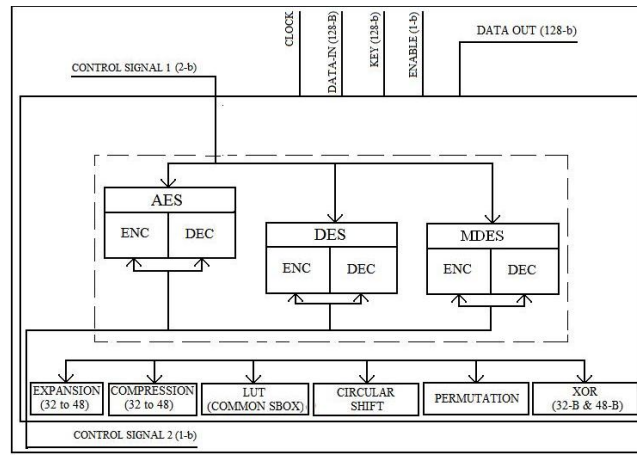 CLOCK
DATA-IN (128-B)
KEY (128-b)
ENABLE (1-b)
DATA OUT (128-b)
CONTROL SIGNAL 1 (2-b)
AES
ENC DEC
DES
ENC DEC
MDES
ENC DEC
EXPANSION
(32 to 48)
COMPRESSION
(32 to 48)
LUT
(COMMON SBOX)
CIRCULAR
SHIFT
PERMUTATION
XOR
(32-B & 48-B)
CONTROL SIGNAL 2 (1-b)